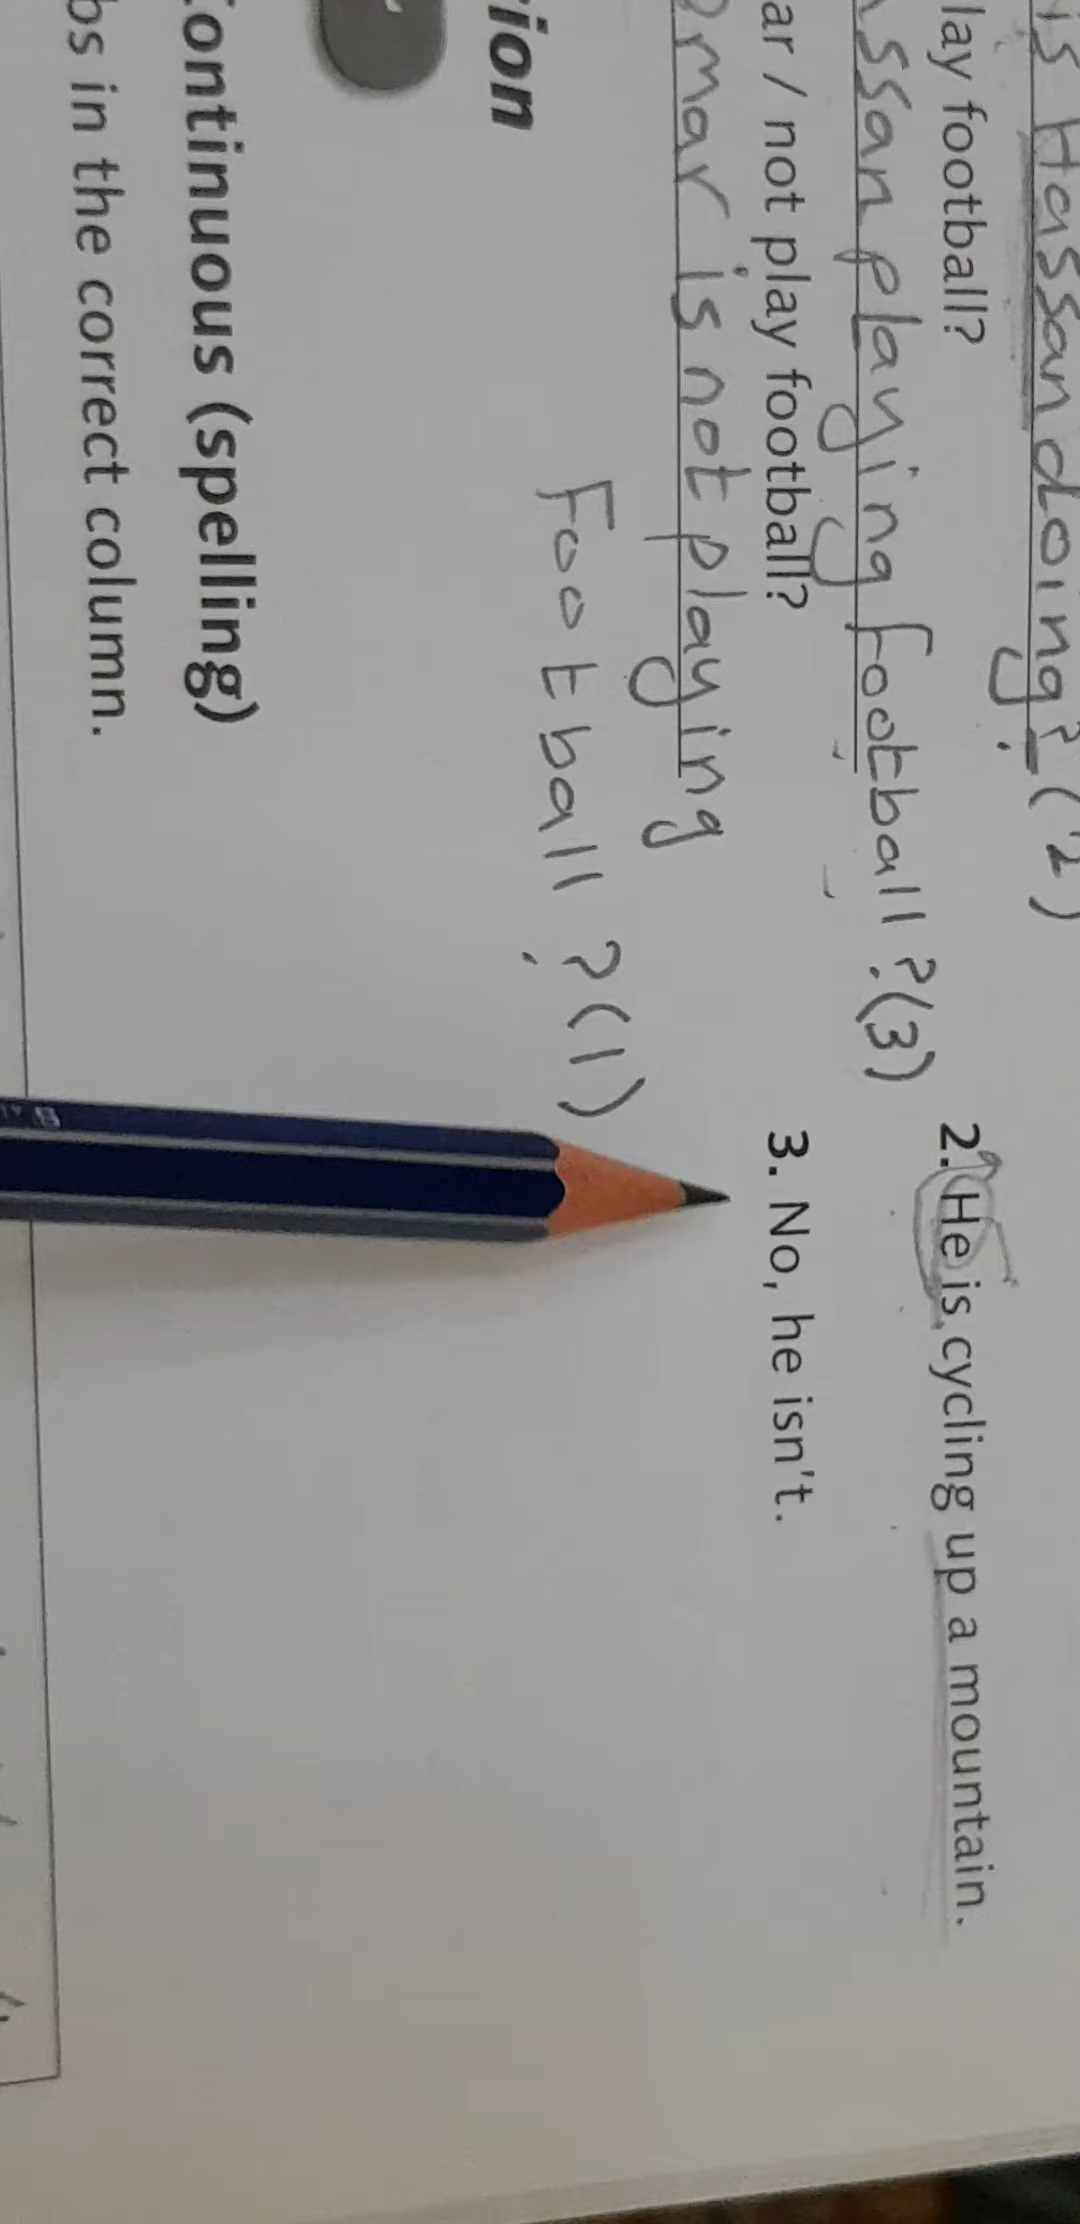 is Hassan doing? (2)
lay football?
ssan playing football? (3)
2. He is cycling up a mountain.
ar / not play football?
3. No, he isn't.
mar is not playing
Football? (1)
ion
Continuous (spelling)
bs in the correct column.